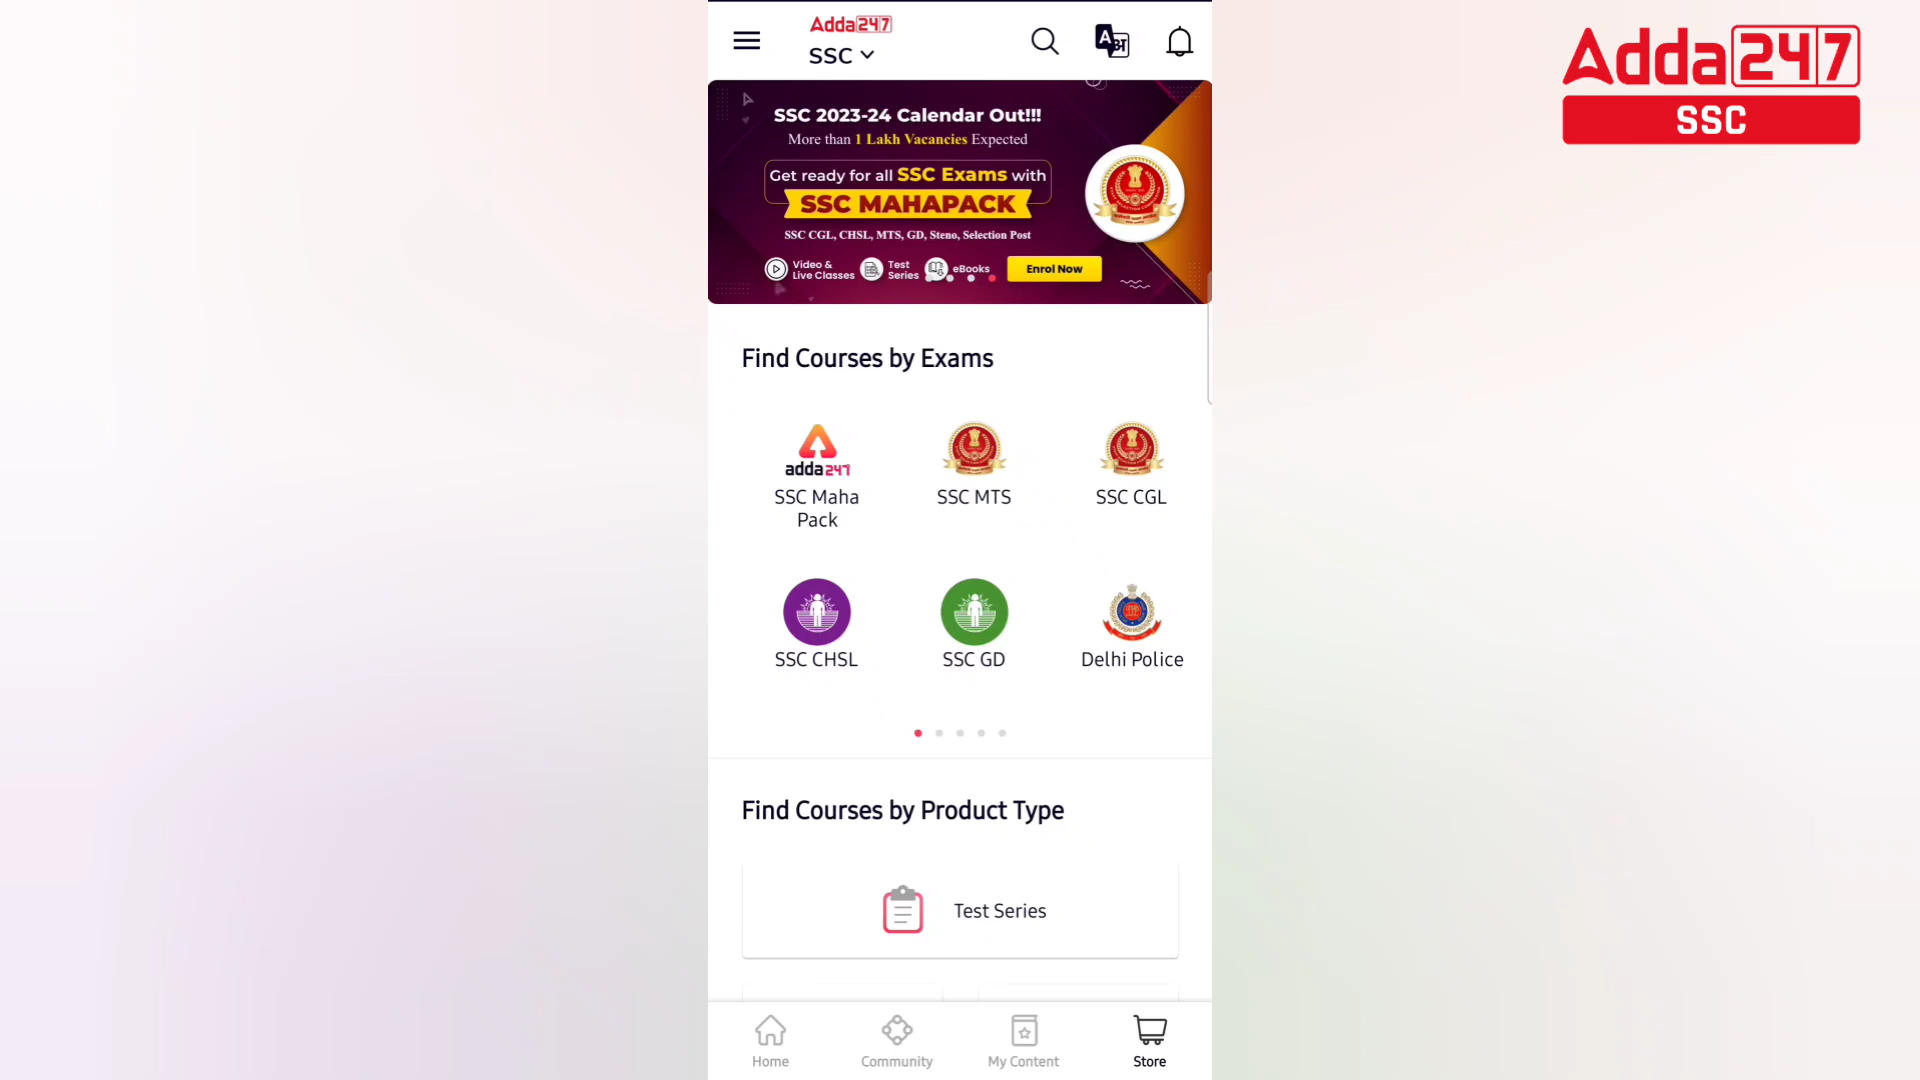 Adda247
SSC
Adda247
SSC
A
SSC 2023-24 Calendar Out!!!
More than 1 Lakh Vacancies Expected
Get ready for all SSC Exams with
SSC MAHAPACK
SSC CGL, CHSL, MTS, GD, Steno, Selection Post
Video & Live Classes
Test Series
eBooks
Enrol Now
Find Courses by Exams
adda247
SSC Maha
Pack
SSC MTS
SSC CGL
SSC CHSL
SSC GD
Delhi Police
Find Courses by Product Type
Test Series
Home
Community
My Content
Store